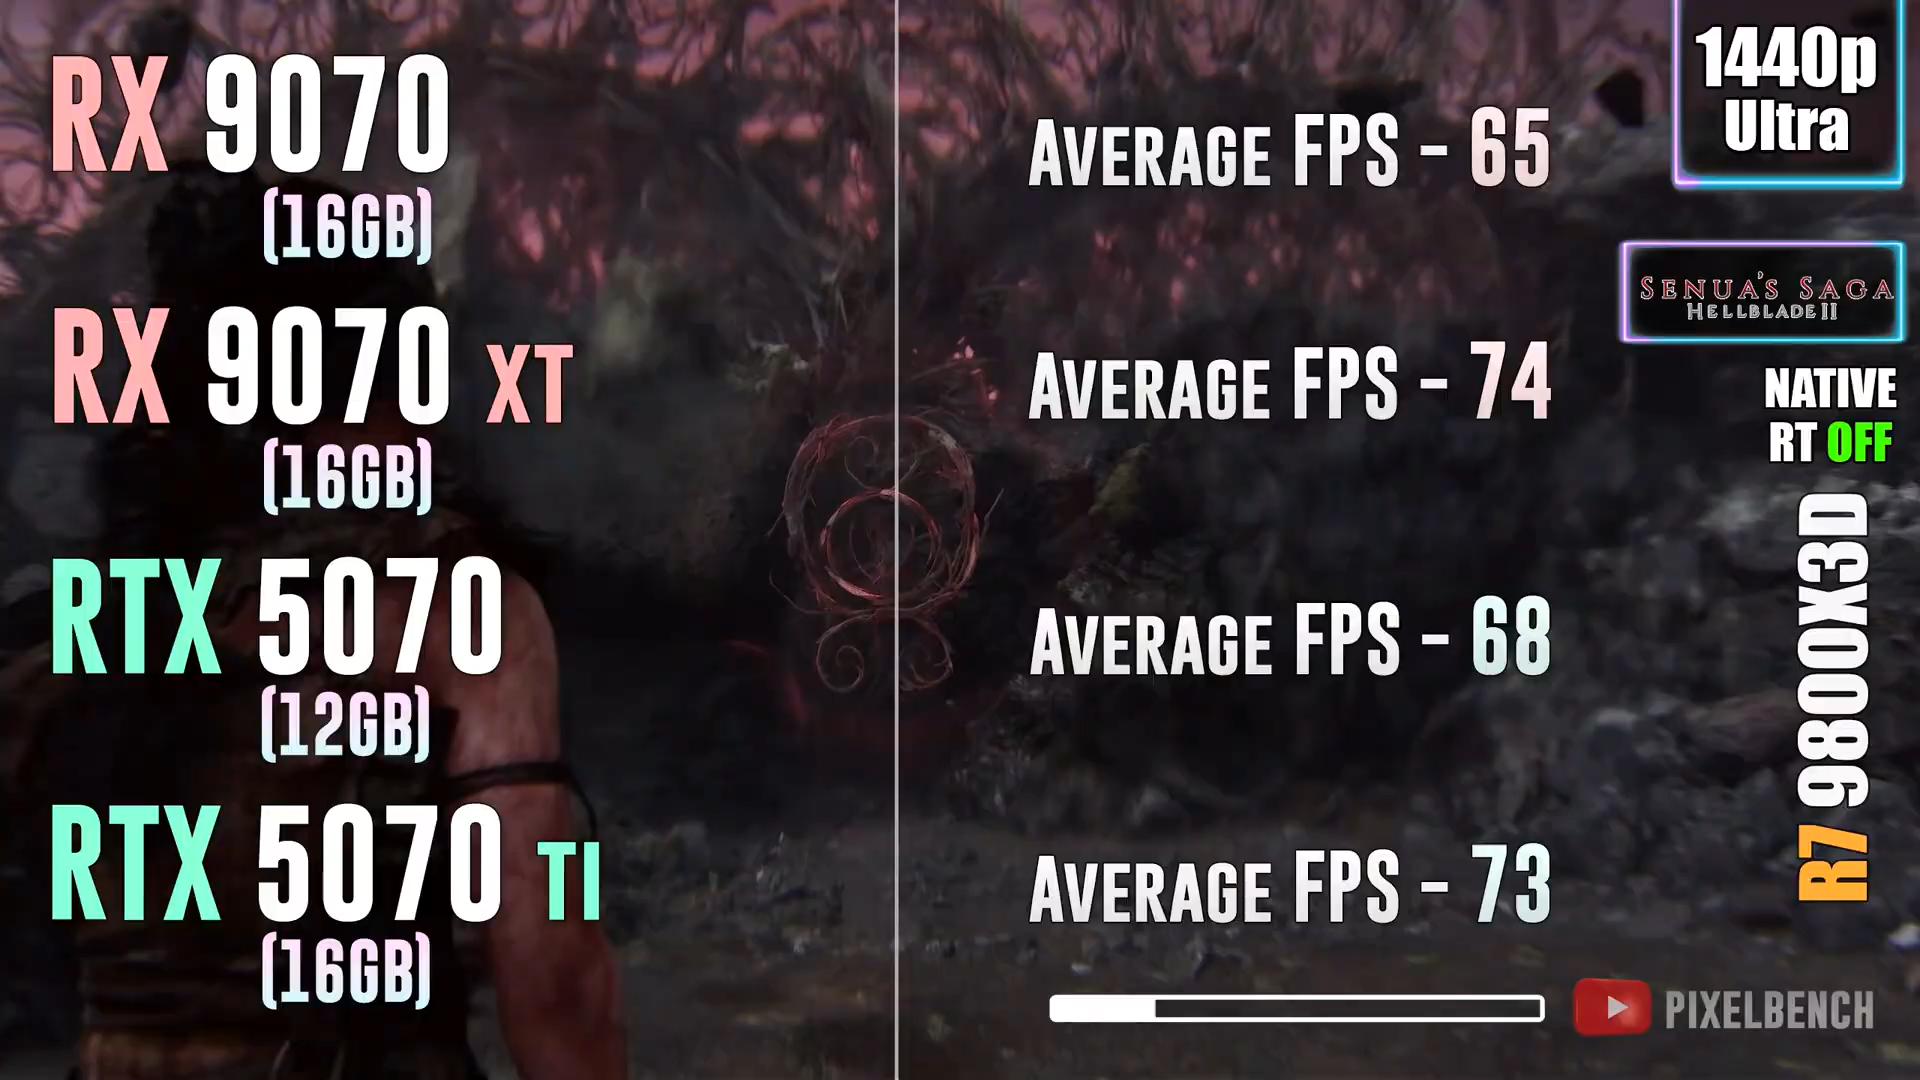 RX 9070
(16GB)
Average FPS - 65
RX 9070 XT
(16GB)
Average FPS - 74
RTX 5070
(12GB)
Average FPS - 68
RTX 5070 TI
(16GB)
Average FPS - 73
1440p
Ultra
SENUA'S SAGA
HELLBLADE II
NATIVE
RT OFF
R7 9800X3D
PIXELBENCH